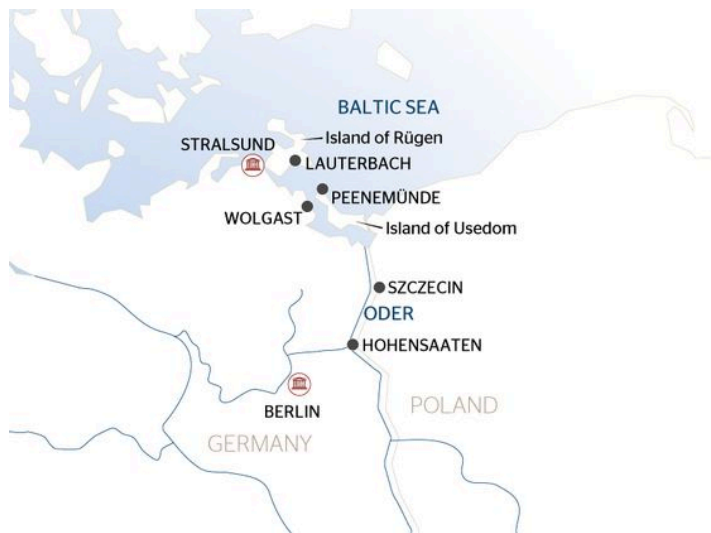 BALTIC SEA
Island of Rügen
STRALSUND
LAUTERBACH
PEENEMÜNDE
WOLGAST
Island of Usedom
SZCZECIN
ODER
HOHENSAATEN
BERLIN
POLAND
GERMANY